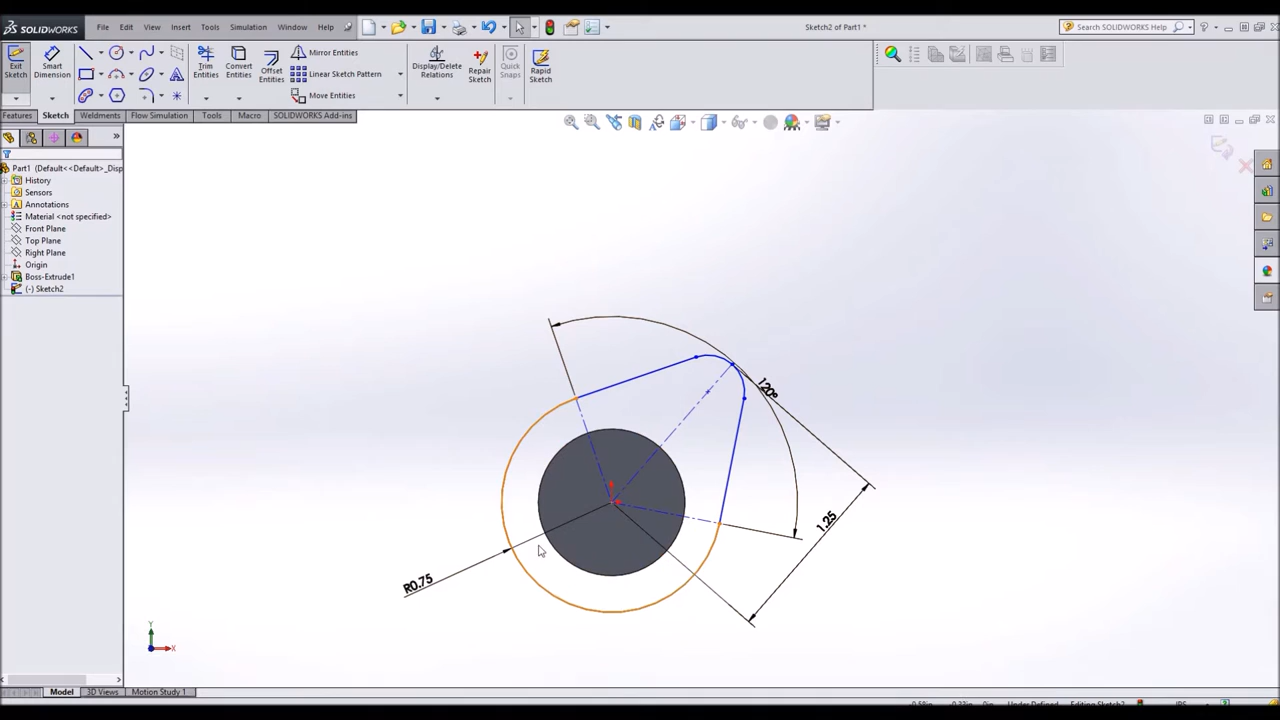 SOLIDWORKS File Edit View Insert Tools Simulation Window Help Sketch2 of Part1 * Search SOLIDWORKS Help ?
Exit Sketch Smart Dimension Trim Entities Convert Entities Offset Entities Mirror Entities Linear Sketch Pattern Move Entities Display/Delete Relations Repair Sketch Quick Snaps Rapid Sketch
Features Sketch Weldments Flow Simulation Tools Macro SOLIDWORKS Add-ins
Part1 (Default<<Default>_Disp
History
Sensors
Annotations
Material <not specified>
Front Plane
Top Plane
Right Plane
Origin
Boss-Extrude1
(-) Sketch2
120°
1.25
R0.75
Y
X
Model 3D Views Motion Study 1